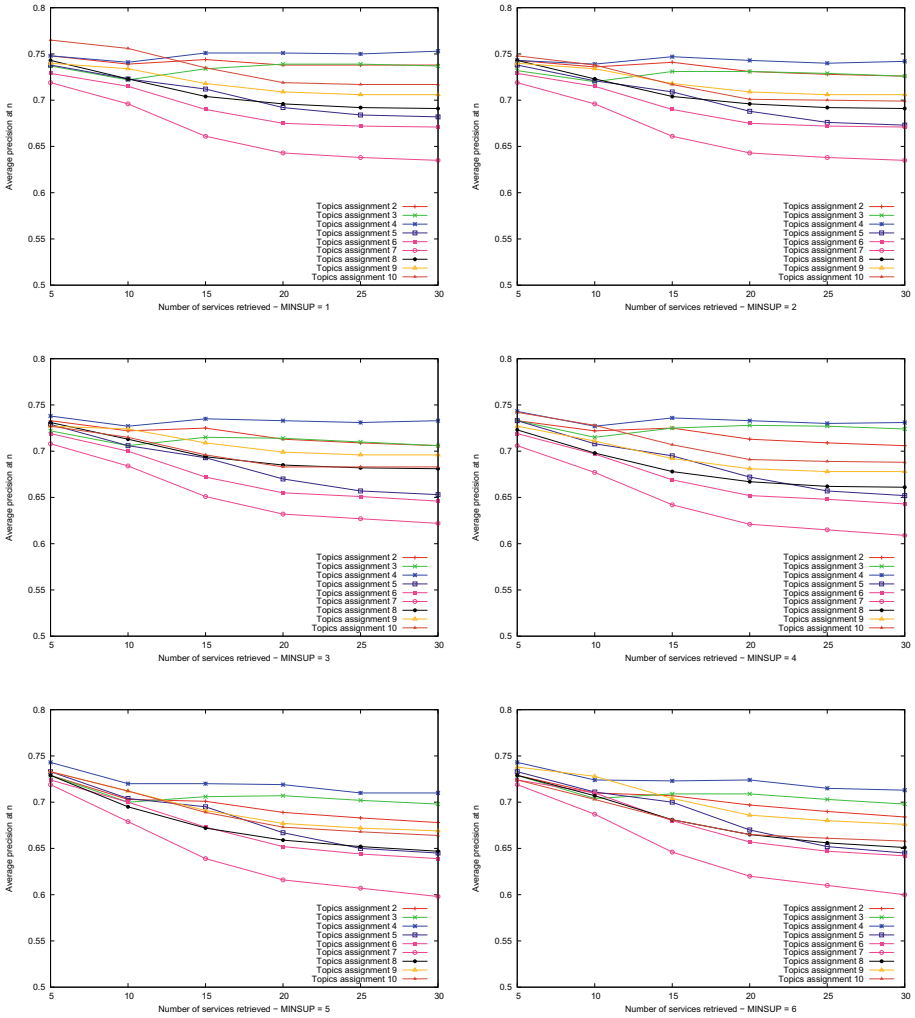 0.8
0.75
0.7
0.65
0.6
0.55
0.5
Average precision at n
5 10 15 20 25 30
Number of services retrieved − MINSUP = 1
Topics assignment 2
Topics assignment 3
Topics assignment 4
Topics assignment 5
Topics assignment 6
Topics assignment 7
Topics assignment 8
Topics assignment 9
Topics assignment 10
0.8
0.75
0.7
0.65
0.6
0.55
0.5
Average precision at n
5 10 15 20 25 30
Number of services retrieved − MINSUP = 2
Topics assignment 2
Topics assignment 3
Topics assignment 4
Topics assignment 5
Topics assignment 6
Topics assignment 7
Topics assignment 8
Topics assignment 9
Topics assignment 10
0.8
0.75
0.7
0.65
0.6
0.55
0.5
Average precision at n
5 10 15 20 25 30
Number of services retrieved − MINSUP = 3
Topics assignment 2
Topics assignment 3
Topics assignment 4
Topics assignment 5
Topics assignment 6
Topics assignment 7
Topics assignment 8
Topics assignment 9
Topics assignment 10
0.8
0.75
0.7
0.65
0.6
0.55
0.5
Average precision at n
5 10 15 20 25 30
Number of services retrieved − MINSUP = 4
Topics assignment 2
Topics assignment 3
Topics assignment 4
Topics assignment 5
Topics assignment 6
Topics assignment 7
Topics assignment 8
Topics assignment 9
Topics assignment 10
0.8
0.75
0.7
0.65
0.6
0.55
0.5
Average precision at n
5 10 15 20 25 30
Number of services retrieved − MINSUP = 5
Topics assignment 2
Topics assignment 3
Topics assignment 4
Topics assignment 5
Topics assignment 6
Topics assignment 7
Topics assignment 8
Topics assignment 9
Topics assignment 10
0.8
0.75
0.7
0.65
0.6
0.55
0.5
Average precision at n
5 10 15 20 25 30
Number of services retrieved − MINSUP = 6
Topics assignment 2
Topics assignment 3
Topics assignment 4
Topics assignment 5
Topics assignment 6
Topics assignment 7
Topics assignment 8
Topics assignment 9
Topics assignment 10